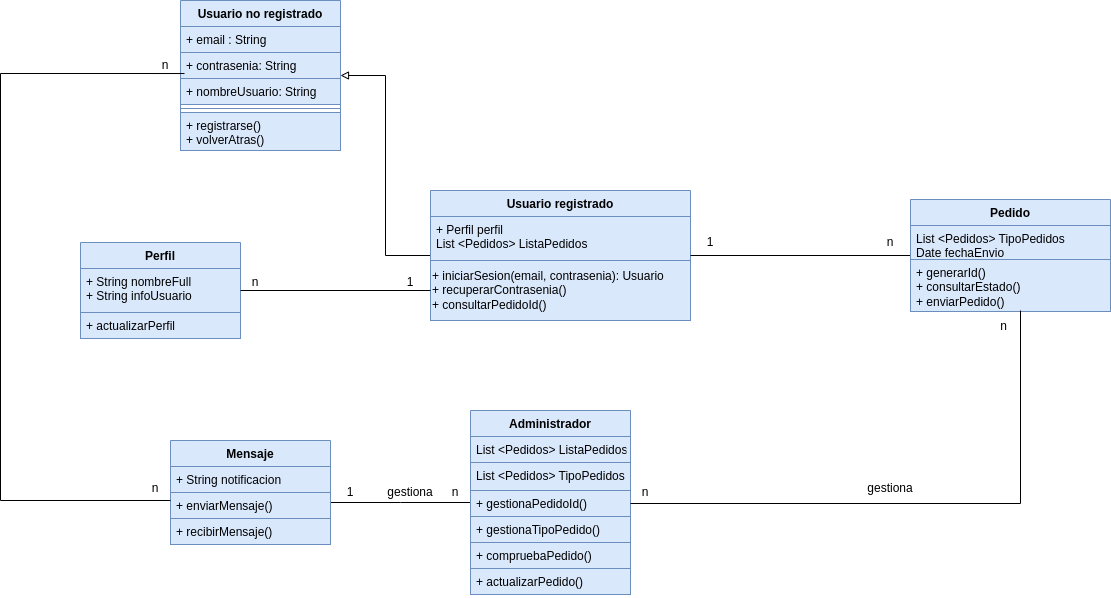 Usuario no registrado
+ email : String
n
+ contrasenia: String
+ nombreUsuario: String
+ registrarse()
+ volverAtras()
Usuario registrado
+ Perfil perfil
List <Pedidos> ListaPedidos
+ iniciarSesion(email, contrasenia): Usuario
+ recuperarContrasenia()
+ consultarPedidoId()
1
n
Pedido
List <Pedidos> TipoPedidos
Date fechaEnvio
+ generarId()
+ consultarEstado()
+ enviarPedido()
n
Perfil
+ String nombreFull
+ String infoUsuario
+ actualizarPerfil
n
1
Mensaje
+ String notificacion
+ enviarMensaje()
+ recibirMensaje()
n
1
gestiona
n
Administrador
List <Pedidos> ListaPedidos
List <Pedidos> TipoPedidos
+ gestionaPedidoId()
+ gestionaTipoPedido()
+ compruebaPedido()
+ actualizarPedido()
n
gestiona